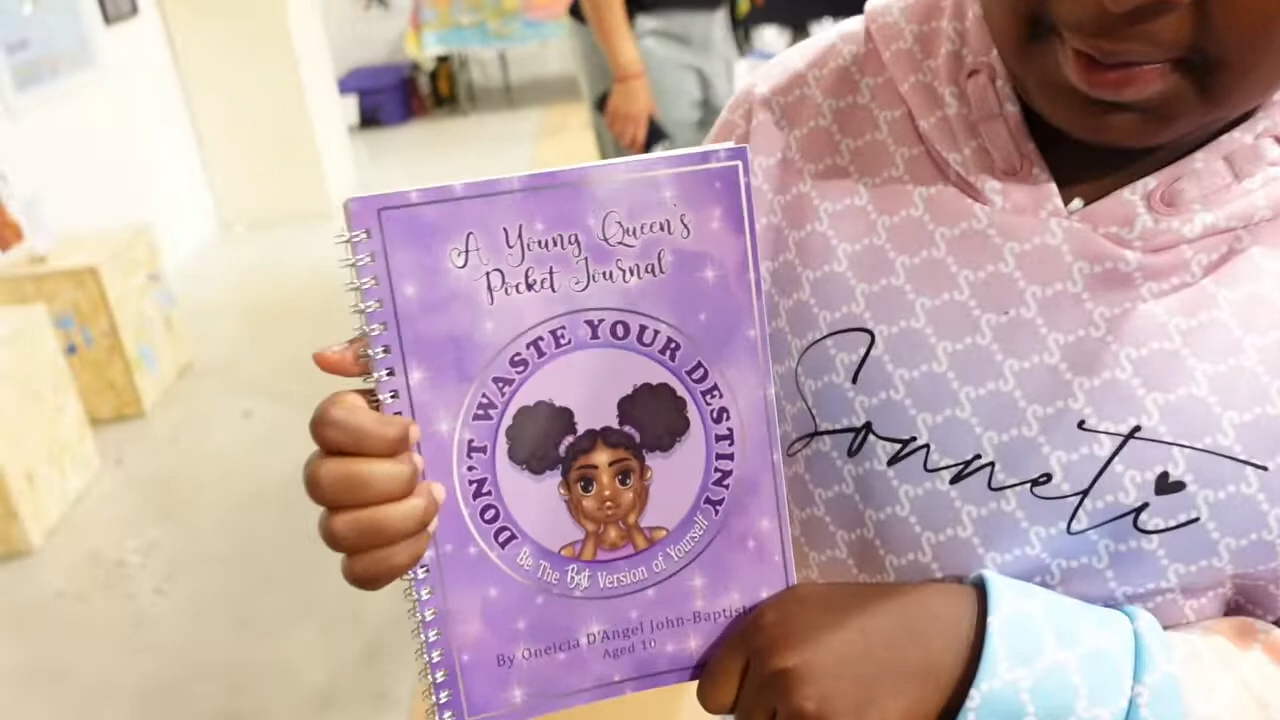 A Young Queen's
Pocket Journal
DON'T WASTE YOUR DESTINY
Be The Best Version of Yourself
By Oneicia D'Angel John-Baptiste
Aged 10
Sonneti